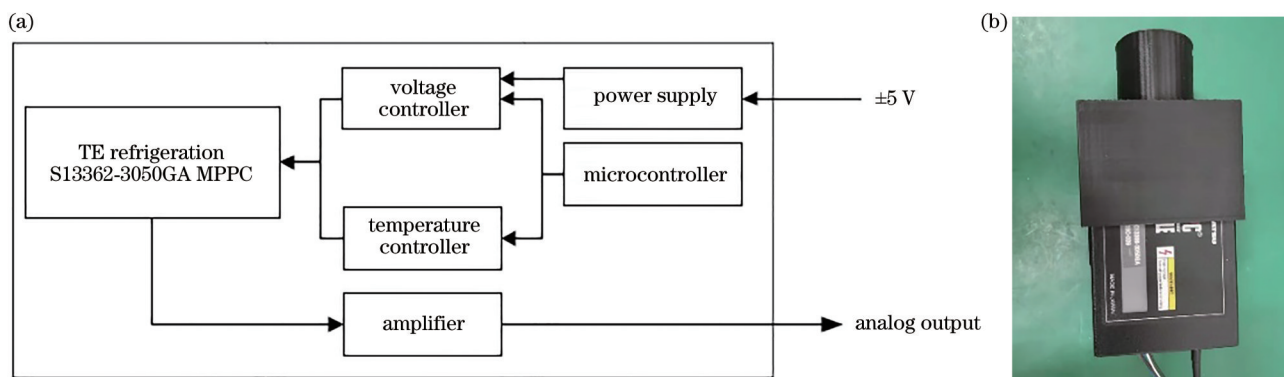 (a)
voltage
controller
power supply
±5 V
TE refrigeration
S13362-3050GA MPPC
microcontroller
temperature
controller
amplifier
analog output
(b)